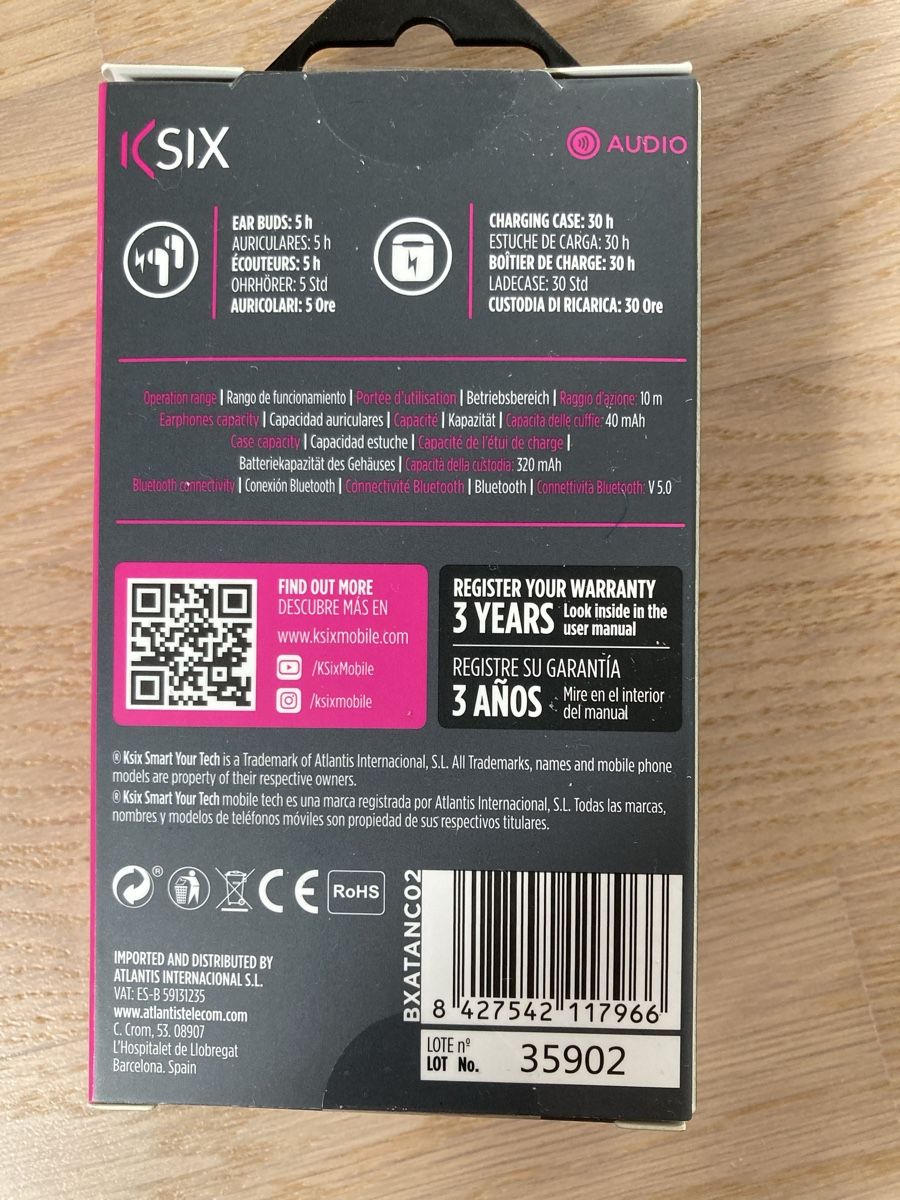 KSIX
AUDIO
EAR BUDS: 5 h
AURICULARES: 5 h
ÉCOUTEURS: 5 h
OHRHÖRER: 5 Std
AURICOLARI: 5 Ore
CHARGING CASE: 30 h
ESTUCHE DE CARGA: 30 h
BOÎTIER DE CHARGE: 30 h
LADECASE: 30 Std
CUSTODIA DI RICARICA: 30 Ore
Operation range | Rango de funcionamiento | Portée d'utilisation | Betriebsbereich | Raggio d'azione: 10 m
Earphones capacity | Capacidad auriculares | Capacité | Kapazität | Capacita delle cuffie: 40 mAh
Case capacity | Capacidad estuche | Capacité de l'étui de charge |
Batteriekapazität des Gehäuses | Capacità della custodia: 320 mAh
Bluetooth connectivity | Conexión Bluetooth | Connectivité Bluetooth | Bluetooth | Connettività Bluetooth: V 5.0
FIND OUT MORE
DESCUBRE MÁS EN
www.ksixmobile.com
/KSixMobile
/ksixmobile
REGISTER YOUR WARRANTY
3 YEARS Look inside in the
user manual
REGISTRE SU GARANTÍA
3 AÑOS Mire en el interior
del manual
® Ksix Smart Your Tech is a Trademark of Atlantis Internacional, S.L. All Trademarks, names and mobile phone
models are property of their respective owners.
® Ksix Smart Your Tech mobile tech es una marca registrada por Atlantis Internacional, S.L. Todas las marcas,
nombres y modelos de teléfonos móviles son propiedad de sus respectivos titulares.
®
CE
RoHS
IMPORTED AND DISTRIBUTED BY
ATLANTIS INTERNACIONAL S.L.
VAT: ES-B 59131235
www.atlantistelecom.com
C. Crom, 53. 08907
L'Hospitalet de Llobregat
Barcelona. Spain
BXATANC02
8 427542 117966
LOTE nº
LOT No.
35902